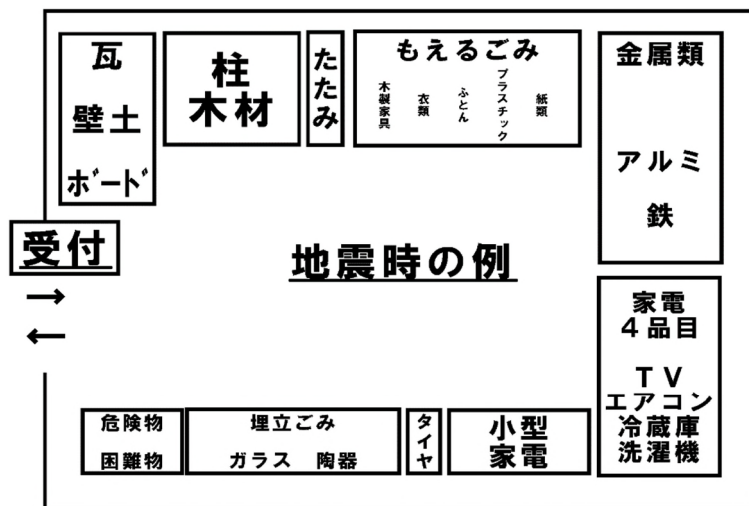 瓦
壁土
ボード
柱
木材
たたみ
もえるごみ
木製家具
衣類
ふとん
プラスチック
紙類
金属類
アルミ
鉄
受付
→
←
地震時の例
家電
4品目
TV
エアコン
冷蔵庫
洗濯機
危険物
困難物
埋立ごみ
ガラス 陶器
タイヤ
小型
家電